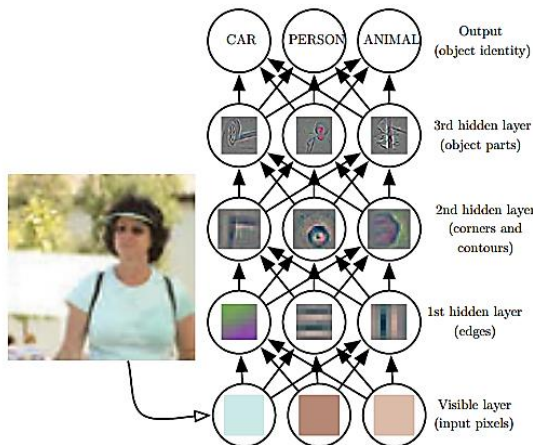 CAR PERSON ANIMAL
Output
(object identity)
3rd hidden layer
(object parts)
2nd hidden layer
(corners and
contours)
1st hidden layer
(edges)
Visible layer
(input pixels)